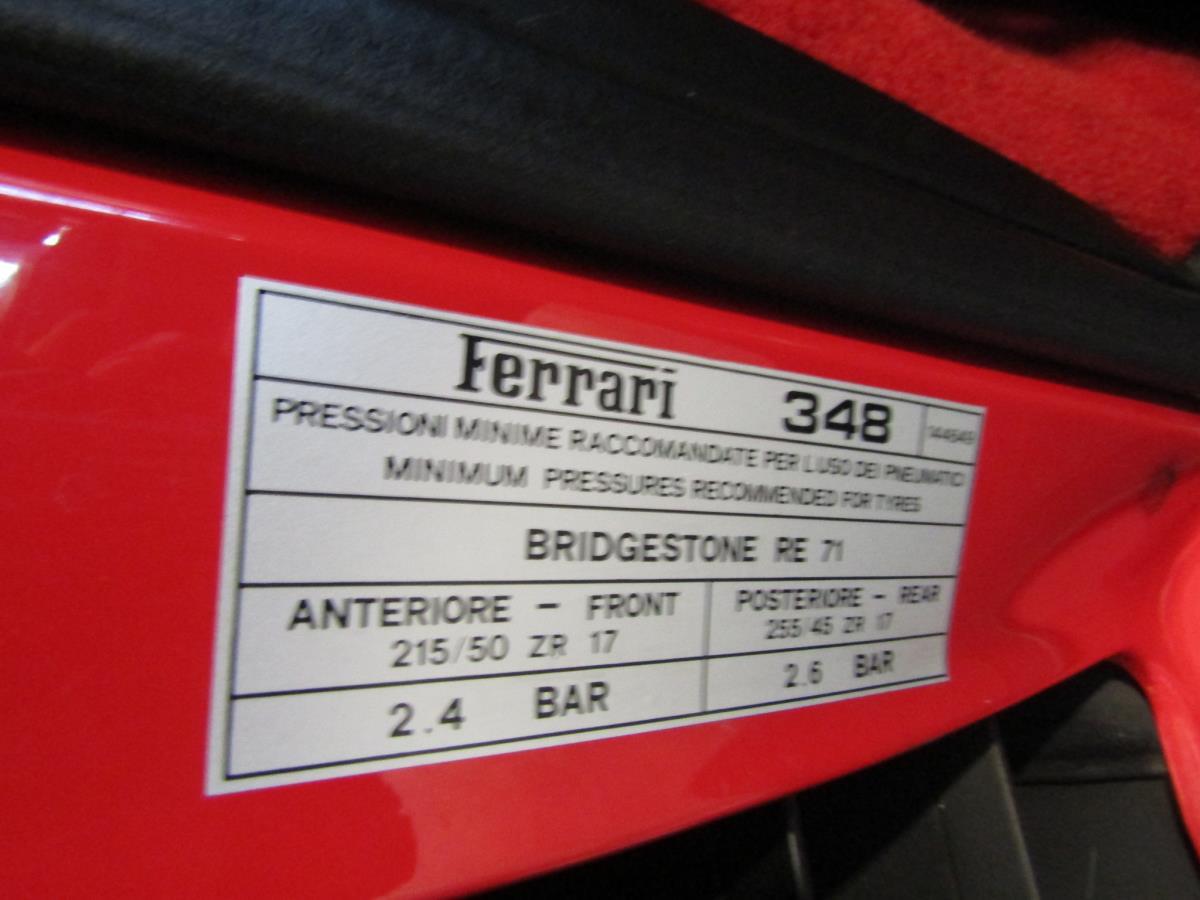 Ferrari 348
PRESSIONI MINIME RACCOMANDATE PER L'USO DEI PNEUMATICI
MINIMUM PRESSURES RECOMMENDED FOR TYRES
BRIDGESTONE RE 71
ANTERIORE - FRONT
215/50 ZR 17
POSTERIORE - REAR
255/45 ZR 17
2.4 BAR
2.6 BAR